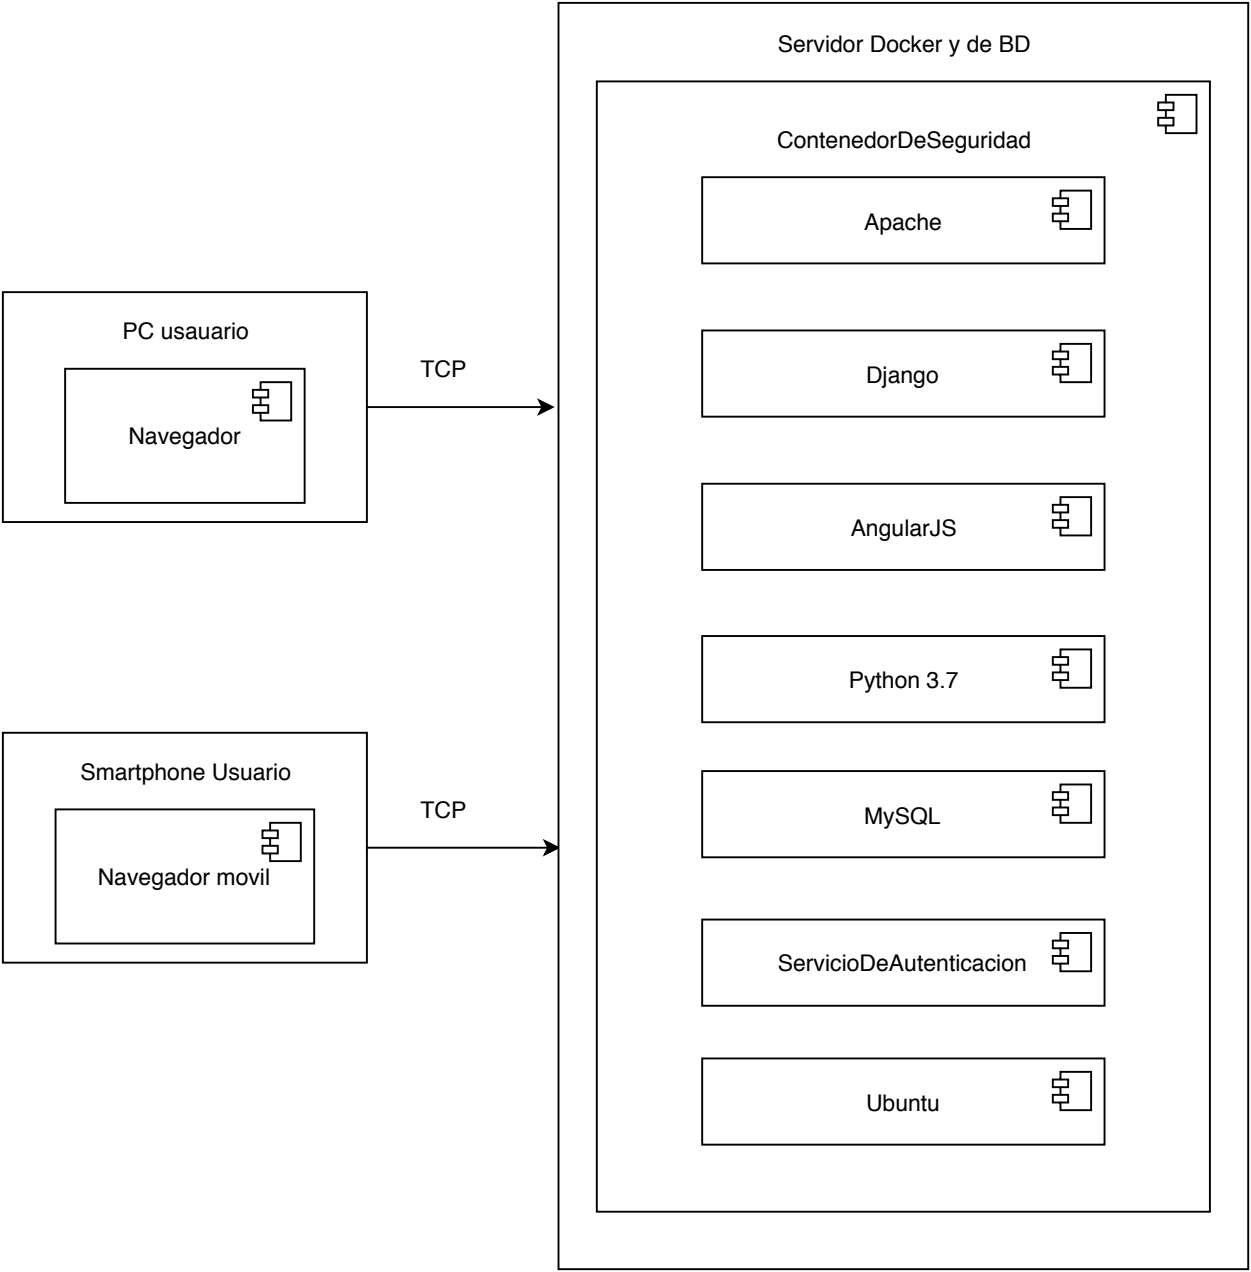 Servidor Docker y de BD
ContenedorDeSeguridad
Apache
PC usauario
TCP
Django
Navegador
AngularJS
Python 3.7
Smartphone Usuario
TCP
MySQL
Navegador movil
ServicioDeAutenticacion
Ubuntu